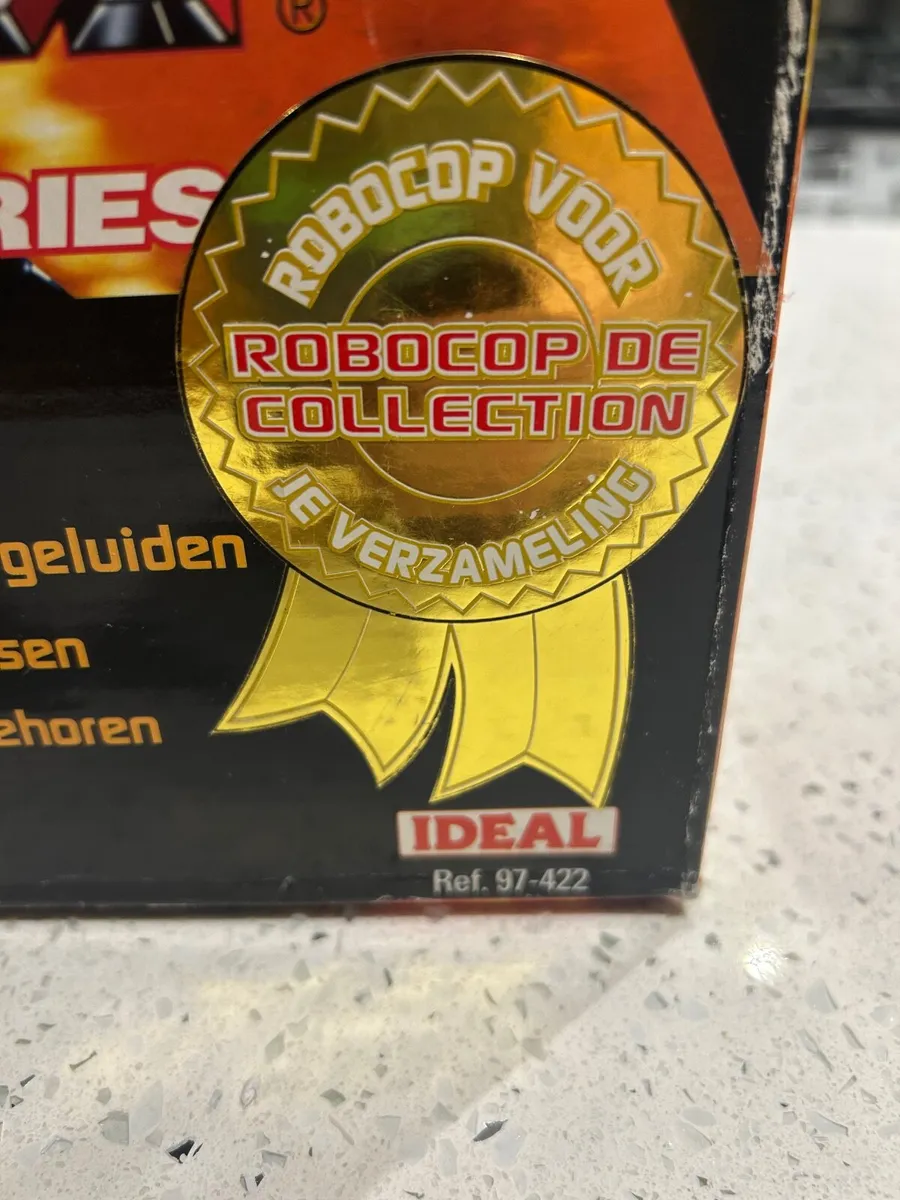 ®
RIES
ROBOCOP VOOR
ROBOCOP DE
COLLECTION
JE VERZAMELING
geluiden
sen
ehoren
IDEAL
Ref. 97-422